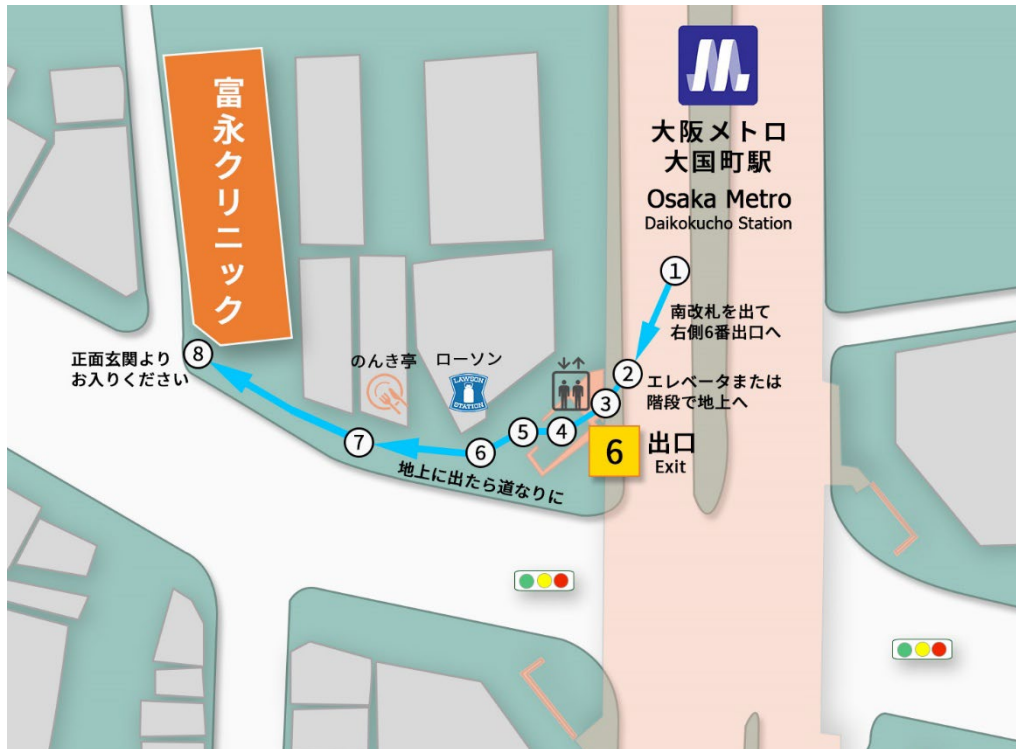 富永クリニック
大阪メトロ
大国町駅
Osaka Metro
Daikokucho Station
1
南改札を出て
右側6番出口へ
2
エレベータまたは
階段で地上へ
3
4
5
6
出口
Exit
6
ローソン
LAWSON
STATION
のんき亭
地上に出たら道なりに
7
8
正面玄関より
お入りください